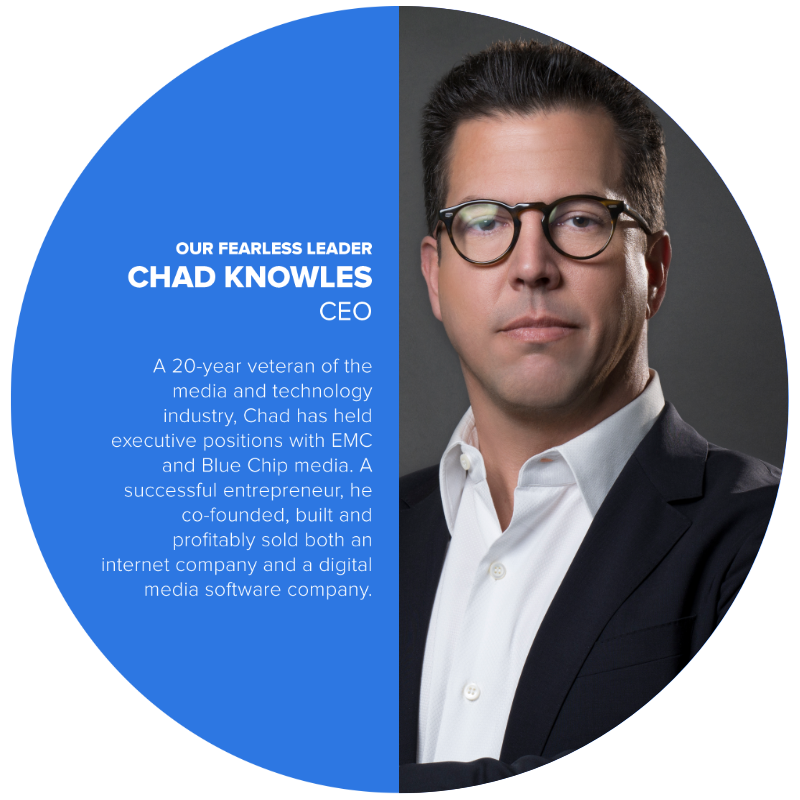 OUR FEARLESS LEADER
CHAD KNOWLES
CEO
A 20-year veteran of the
media and technology
industry, Chad has held
executive positions with EMC
and Blue Chip media. A
successful entrepreneur, he
co-founded, built and
profitably sold both an
internet company and a digital
media software company.